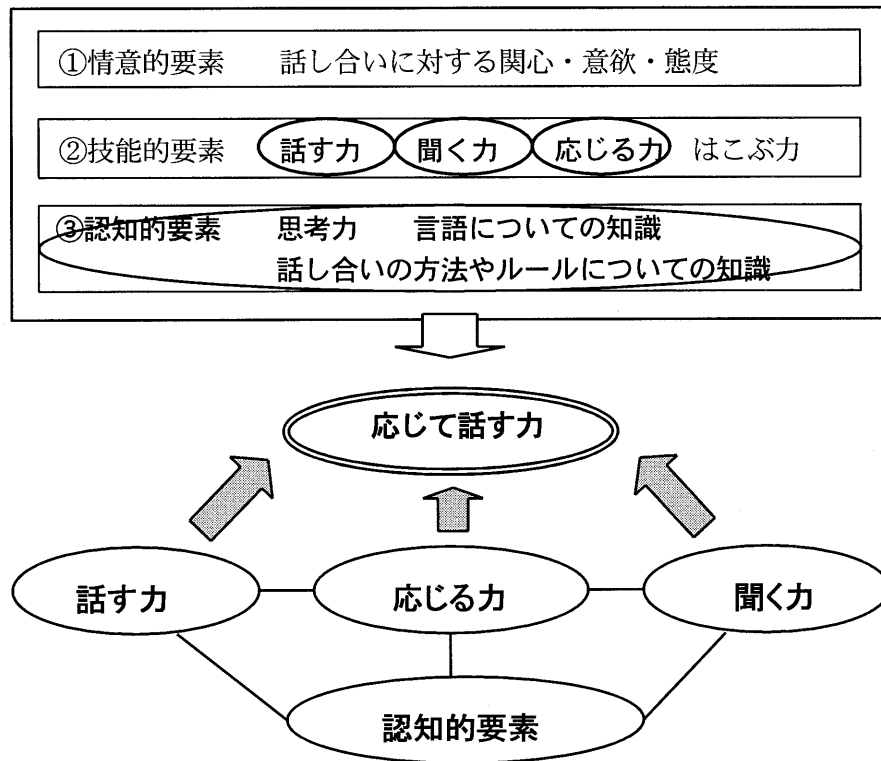 ①情意的要素　話し合いに対する関心・意欲・態度
②技能的要素　話す力　聞く力　応じる力　はこぶ力
③認知的要素　思考力　言語についての知識
話し合いの方法やルールについての知識
応じて話す力
話す力　応じる力　聞く力
認知的要素